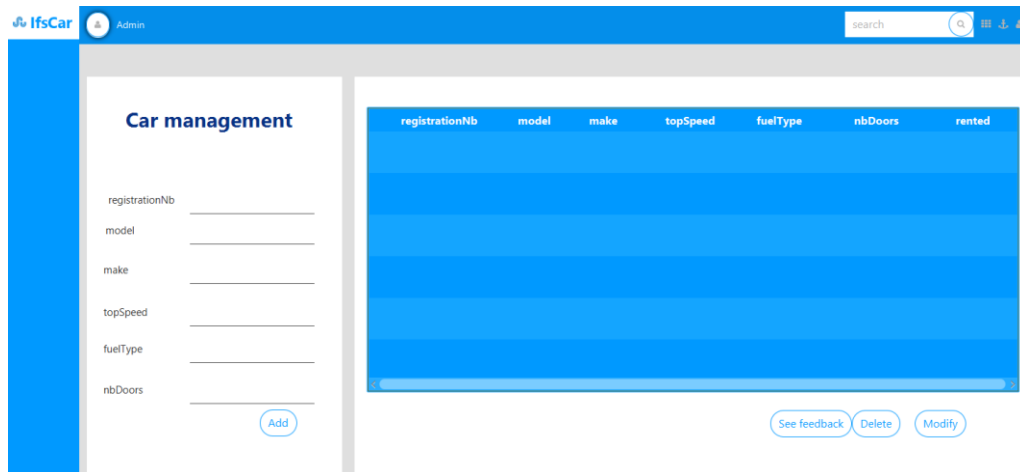 IfsCar
Admin
search
Car management
registrationNb
model
make
topSpeed
fuelType
nbDoors
Add
registrationNb model make topSpeed fuelType nbDoors rented
See feedback Delete Modify